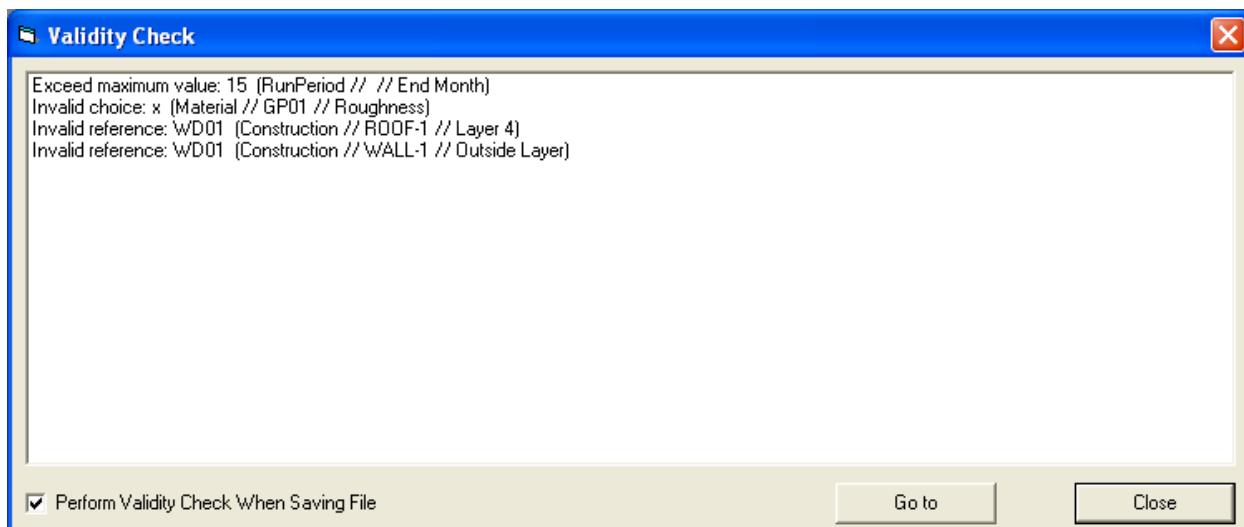 Validity Check
Exceed maximum value: 15 (RunPeriod // // End Month)
Invalid choice: x (Material // GP01 // Roughness)
Invalid reference: WD01 (Construction // ROOF-1 // Layer 4)
Invalid reference: WD01 (Construction // WALL-1 // Outside Layer)
Perform Validity Check When Saving File
Go to
Close